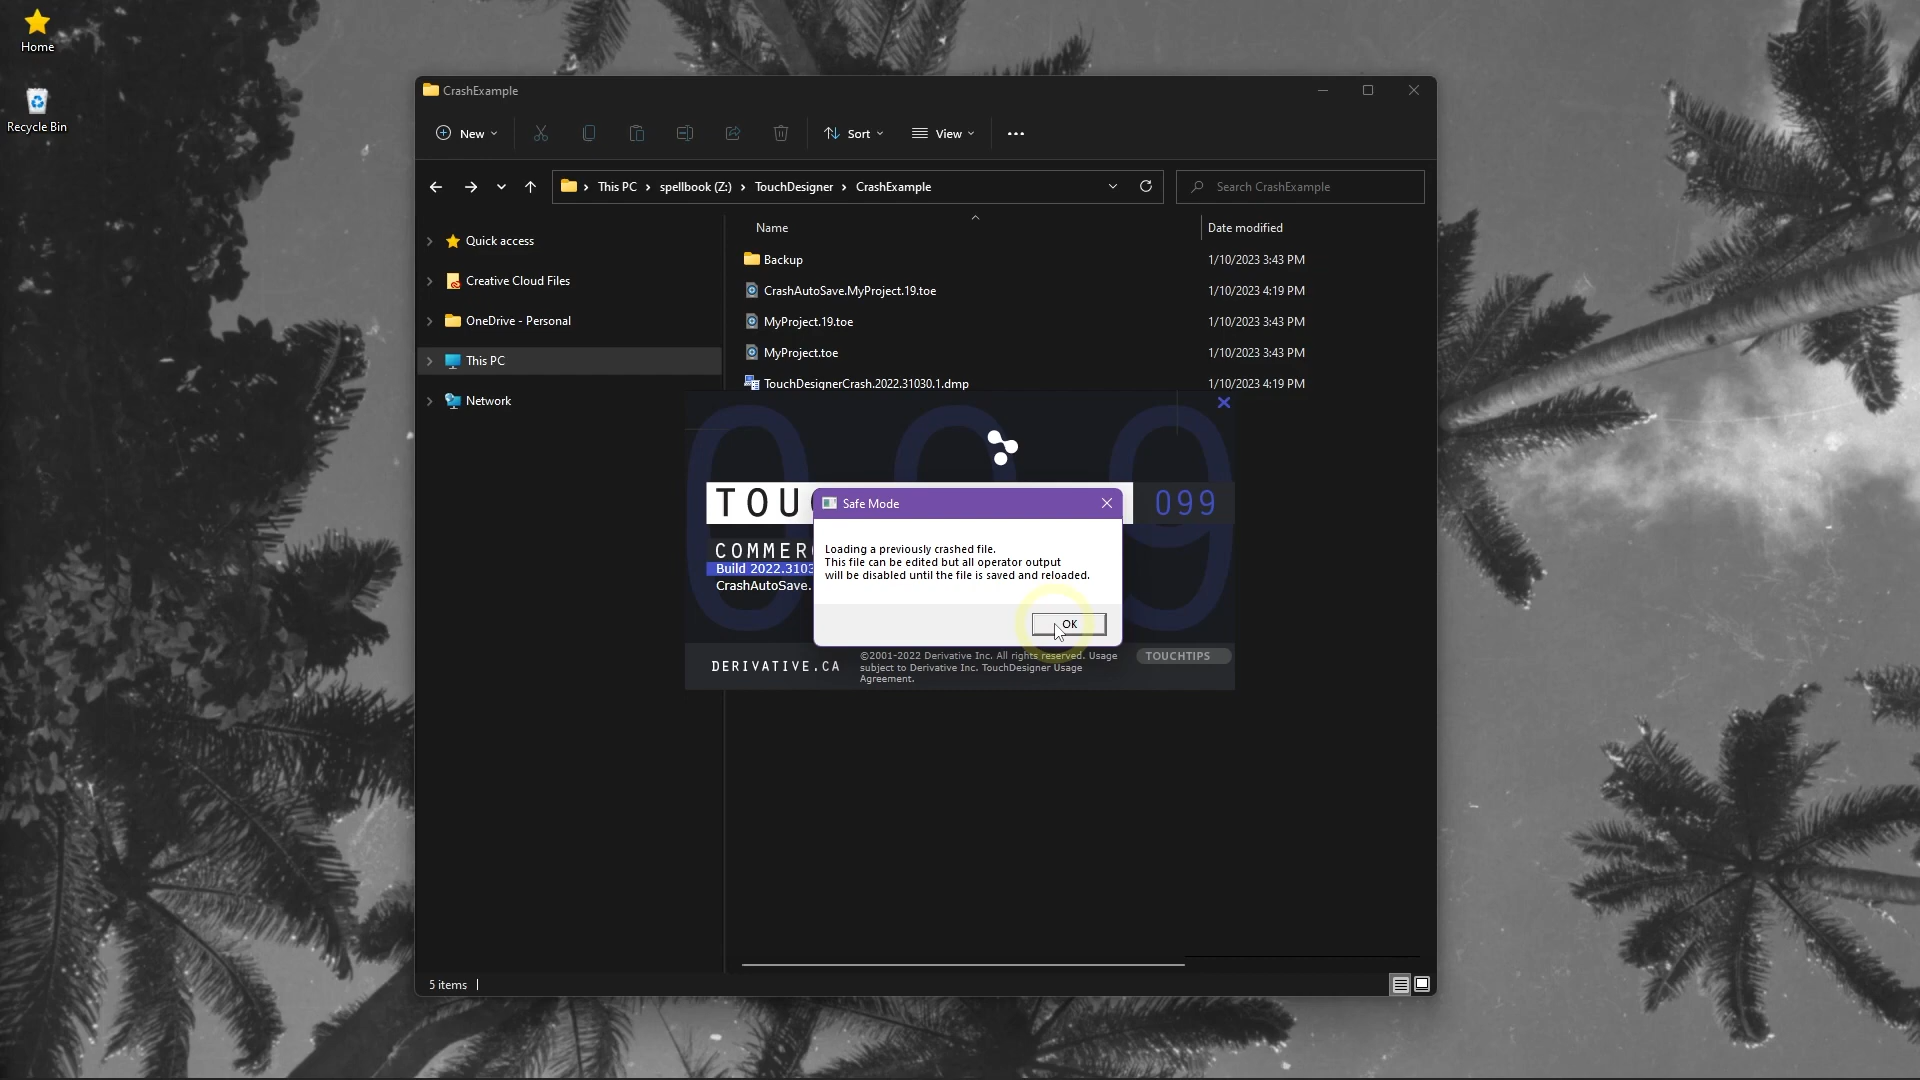 Home
Recycle Bin
CrashExample
New
Sort
View
This PC
spellbook (Z:)
TouchDesigner
CrashExample
Search CrashExample
Quick access
Creative Cloud Files
OneDrive - Personal
This PC
Network
Name
Date modified
Backup
1/10/2023 3:43 PM
CrashAutoSave.MyProject.19.toe
1/10/2023 4:19 PM
MyProject.19.toe
1/10/2023 3:43 PM
MyProject.toe
1/10/2023 3:43 PM
TouchDesignerCrash.2022.31030.1.dmp
1/10/2023 4:19 PM
099
TOU
099
COMMER
Build 2022.3103
CrashAutoSave.
Safe Mode
Loading a previously crashed file.
This file can be edited but all operator output
will be disabled until the file is saved and reloaded.
OK
DERIVATIVE.CA
©2001-2022 Derivative Inc. All rights reserved. Usage
subject to Derivative Inc. TouchDesigner Usage
Agreement.
TOUCHTIPS
5 items